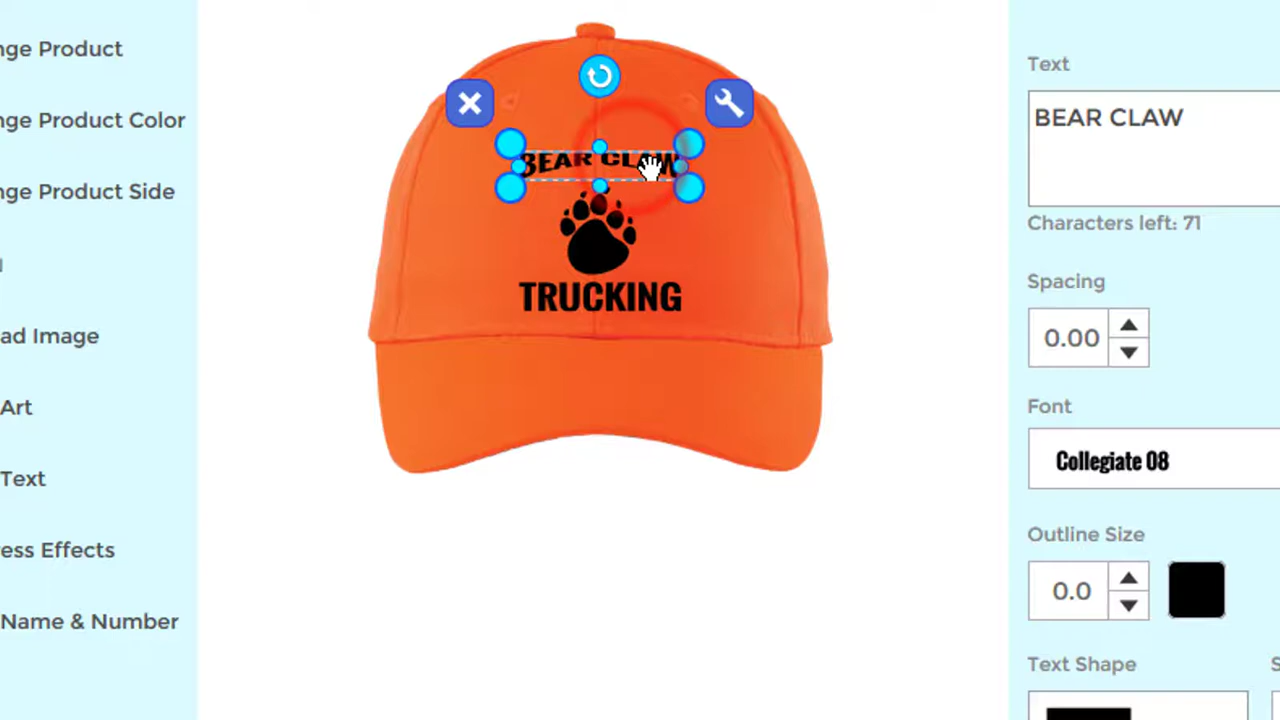 nge Product
nge Product Color
nge Product Side
ad Image
Art
Text
ess Effects
Name & Number
BEAR CLAW
TRUCKING
Text
BEAR CLAW
Characters left: 71
Spacing
0.00
Font
Collegiate 08
Outline Size
0.0
Text Shape
S